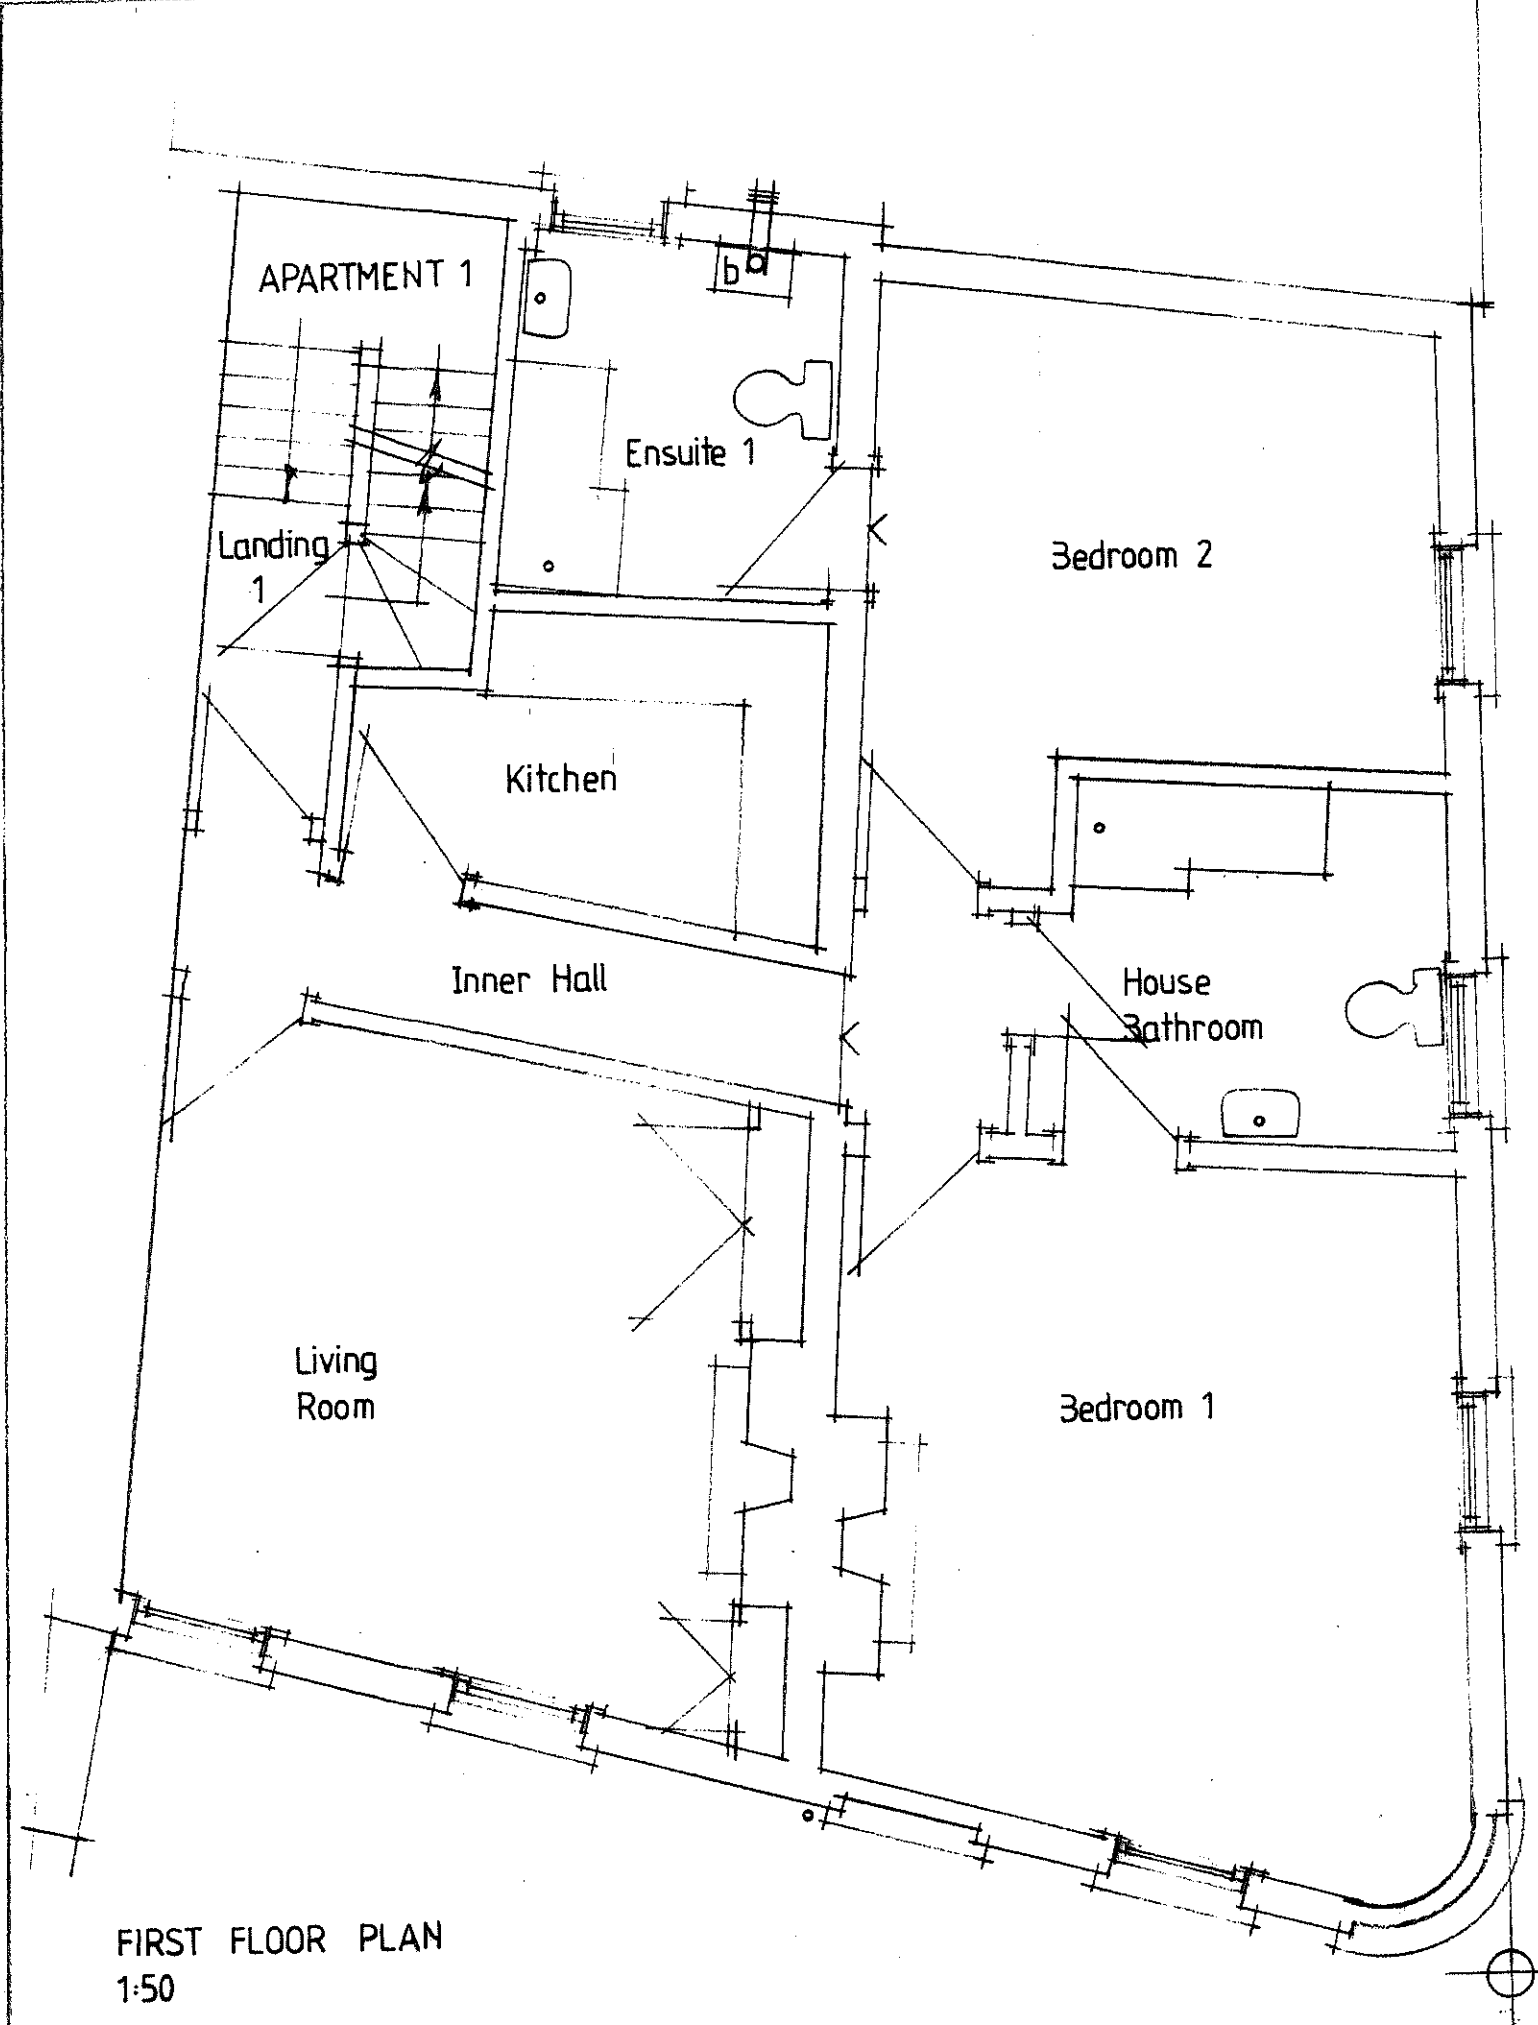 APARTMENT 1
b
Ensuite 1
Landing
1
Bedroom 2
Kitchen
Inner Hall
House
Bathroom
Living
Room
Bedroom 1
FIRST FLOOR PLAN
1:50